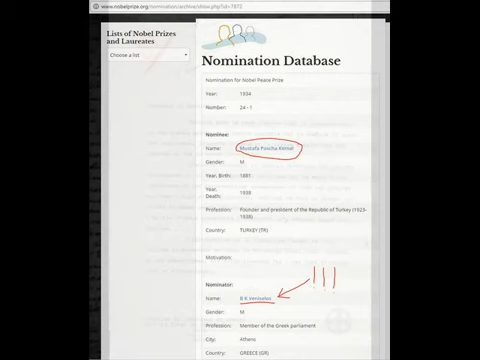 www.nobelprize.org/nomination/archive/show.php?id=7872
Lists of Nobel Prizes
and Laureates
Choose a list
Nomination Database
Nomination for Nobel Peace Prize
Year: 1934
Number: 24 - 1
Nominee:
Name: Mustafa Pascha Kemal
Gender: M
Year, Birth: 1881
Year,
Death: 1938
Profession: Founder and president of the Republic of Turkey (1923-
1938)
Country: TURKEY (TR)
Motivation:
Nominator:
Name: B K Veniselos
!!!
Gender: M
Profession: Member of the Greek parliament
City: Athens
Country: GREECE (GR)